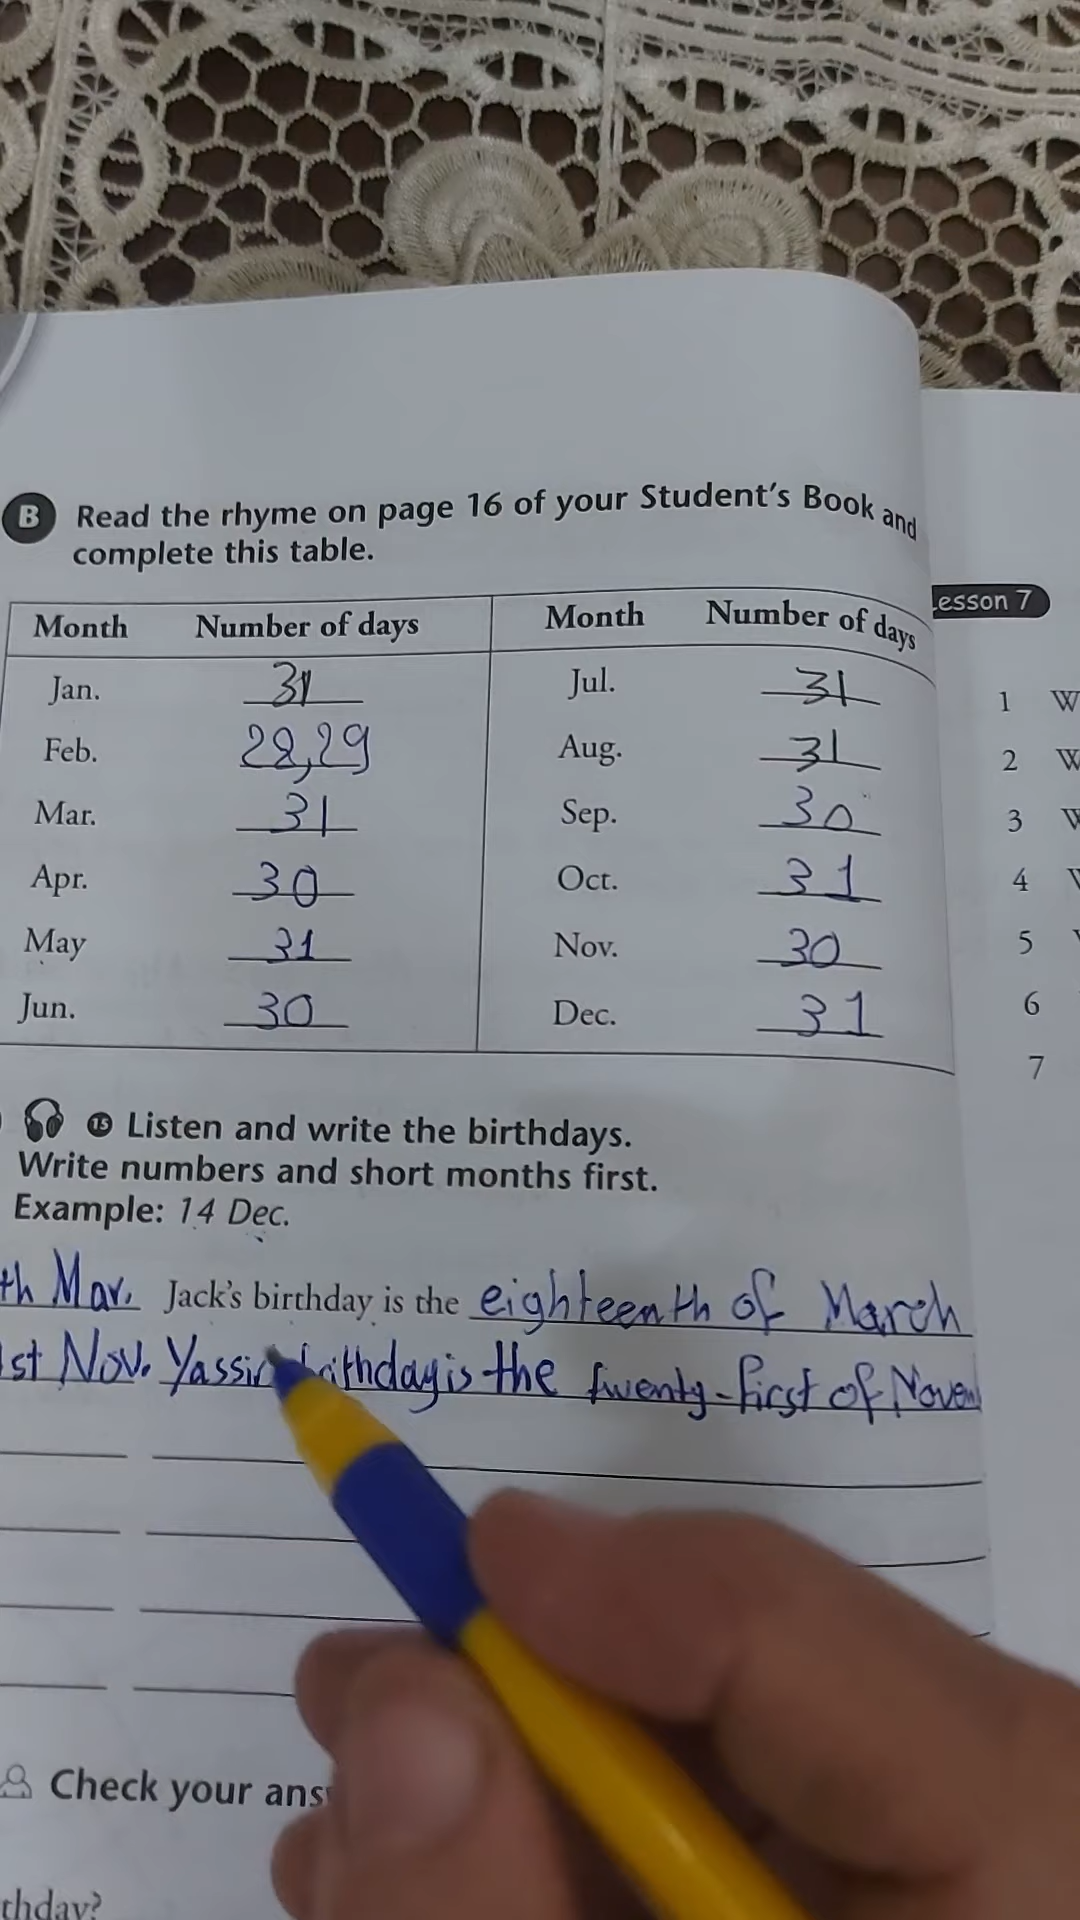 B Read the rhyme on page 16 of your Student's Book and
complete this table.
Month Number of days Month Number of days
Jan. 31 Jul. 31
Feb. 28,29 Aug. 31
Mar. 31 Sep. 30
Apr. 30 Oct. 31
May 31 Nov. 30
Jun. 30 Dec. 31
Lesson 7
1 W
2 W
3
4
5
6
7
15 Listen and write the birthdays.
Write numbers and short months first.
Example: 14 Dec.
th Mar. Jack's birthday is the eighteenth of March
st Nov. birthday is the twenty-first of Novem
Check your ans
thday?